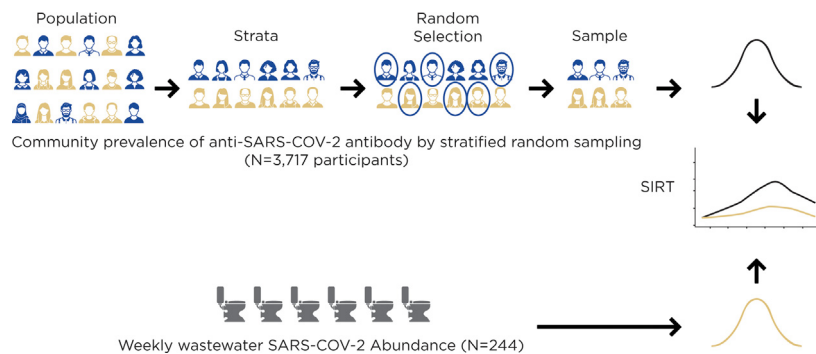 Population
Strata
Random
Selection
Sample
Community prevalence of anti-SARS-COV-2 antibody by stratified random sampling
(N=3,717 participants)
SIRT
Weekly wastewater SARS-COV-2 Abundance (N=244)